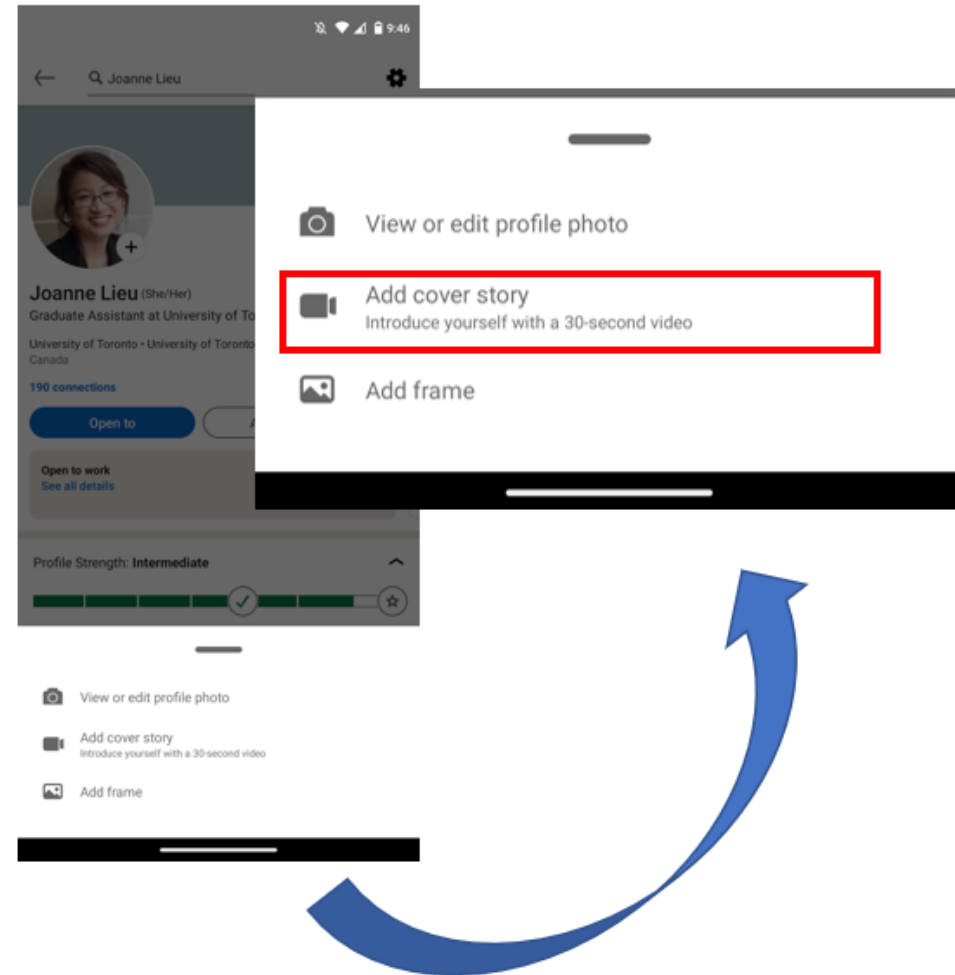 9:46
Joanne Lieu
Joanne Lieu (She/Her)
Graduate Assistant at University of To
University of Toronto • University of Toronto
Canada
190 connections
Open to
Open to work
See all details
Profile Strength: Intermediate
View or edit profile photo
Add cover story
Introduce yourself with a 30-second video
Add frame
View or edit profile photo
Add cover story
Introduce yourself with a 30-second video
Add frame